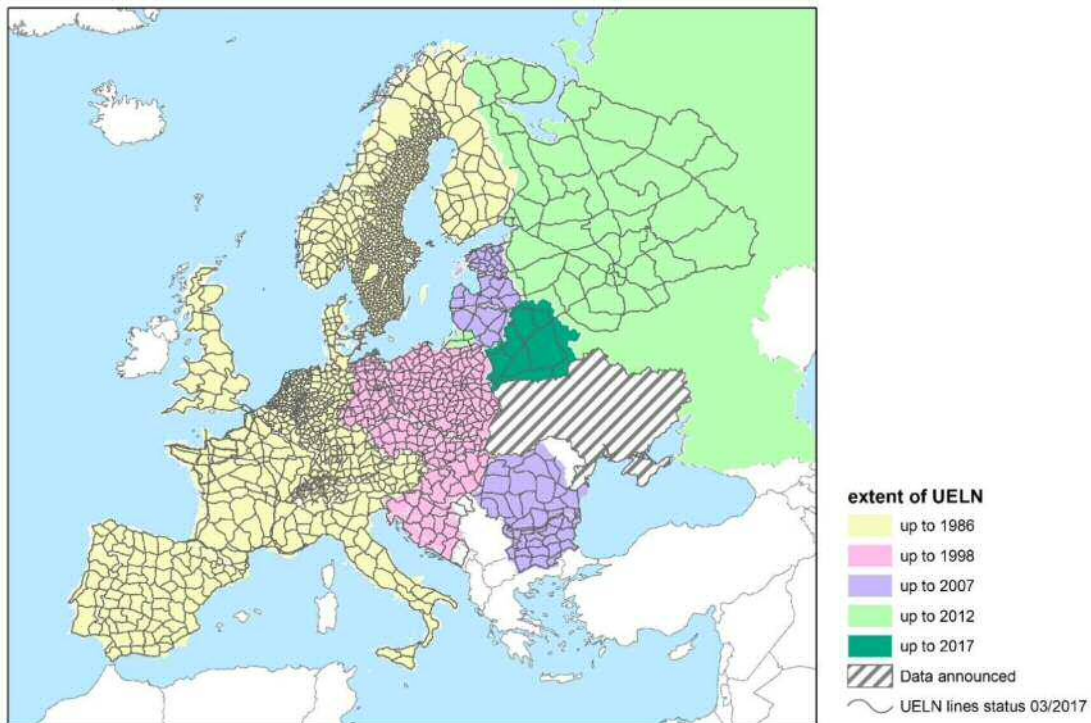 extent of UELN
up to 1986
up to 1998
up to 2007
up to 2012
up to 2017
Data announced
UELN lines status 03/2017